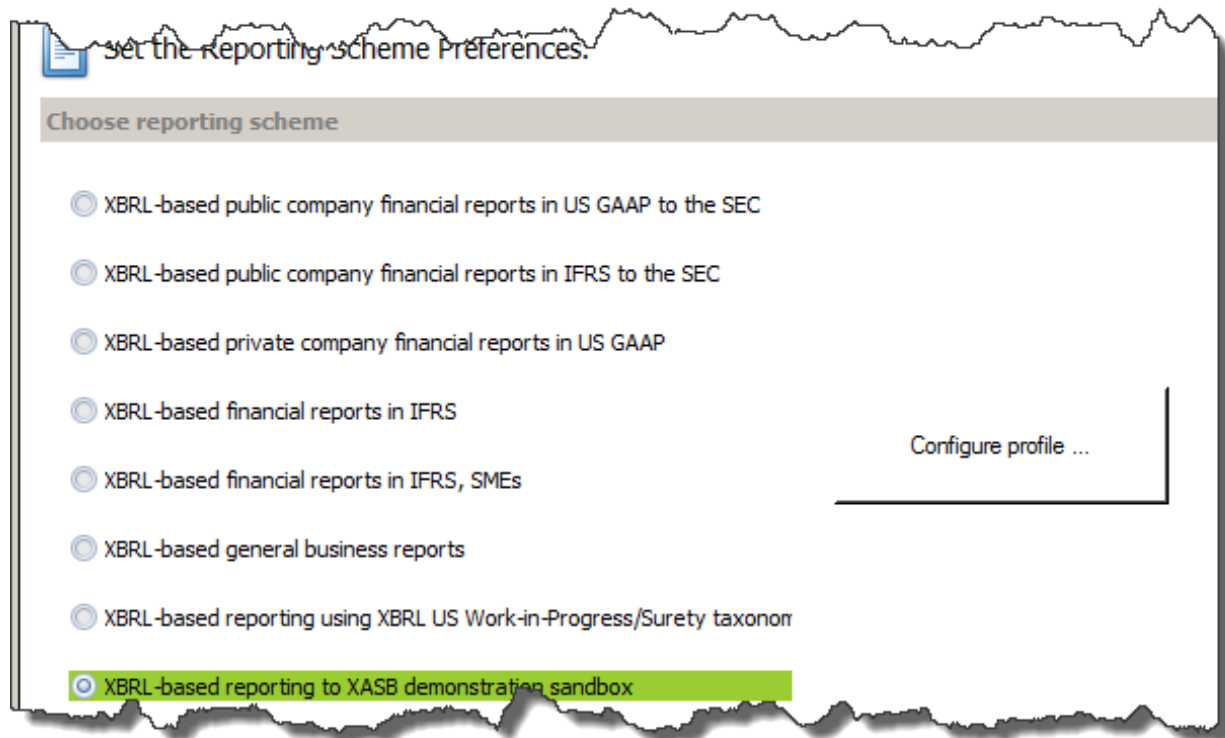 Set the Reporting Scheme Preferences.
Choose reporting scheme
XBRL-based public company financial reports in US GAAP to the SEC
XBRL-based public company financial reports in IFRS to the SEC
XBRL-based private company financial reports in US GAAP
XBRL-based financial reports in IFRS
Configure profile ...
XBRL-based financial reports in IFRS, SMEs
XBRL-based general business reports
XBRL-based reporting using XBRL US Work-in-Progress/Surety taxonom
XBRL-based reporting to XASB demonstration sandbox